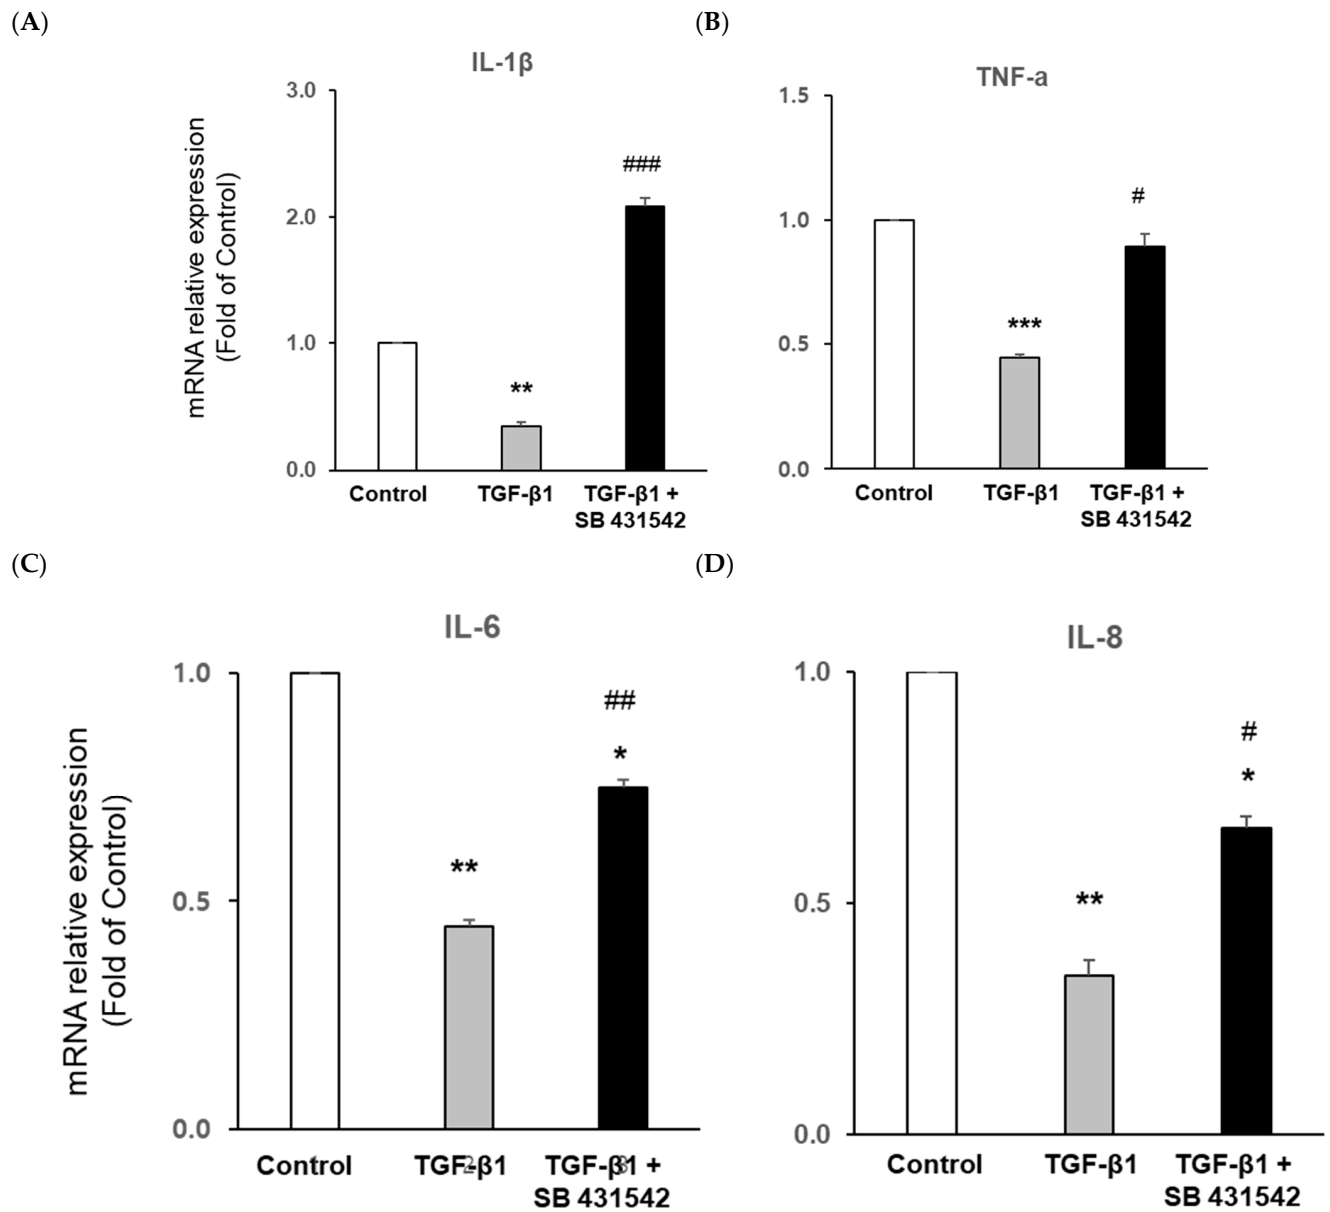 (A)
IL-1β
mRNA relative expression
(Fold of Control)
3.0
2.0
1.0
0.0
###
**
Control
TGF-β1
TGF-β1 +
SB 431542
(B)
TNF-a
1.5
1.0
0.5
0.0
#
***
Control
TGF-β1
TGF-β1 +
SB 431542
(C)
IL-6
mRNA relative expression
(Fold of Control)
1.0
0.5
0.0
##
*
**
Control
TGF-β1
TGF-β1 +
SB 431542
1
2
3
(D)
IL-8
1.0
0.5
0.0
#
*
**
Control
TGF-β1
TGF-β1 +
SB 431542